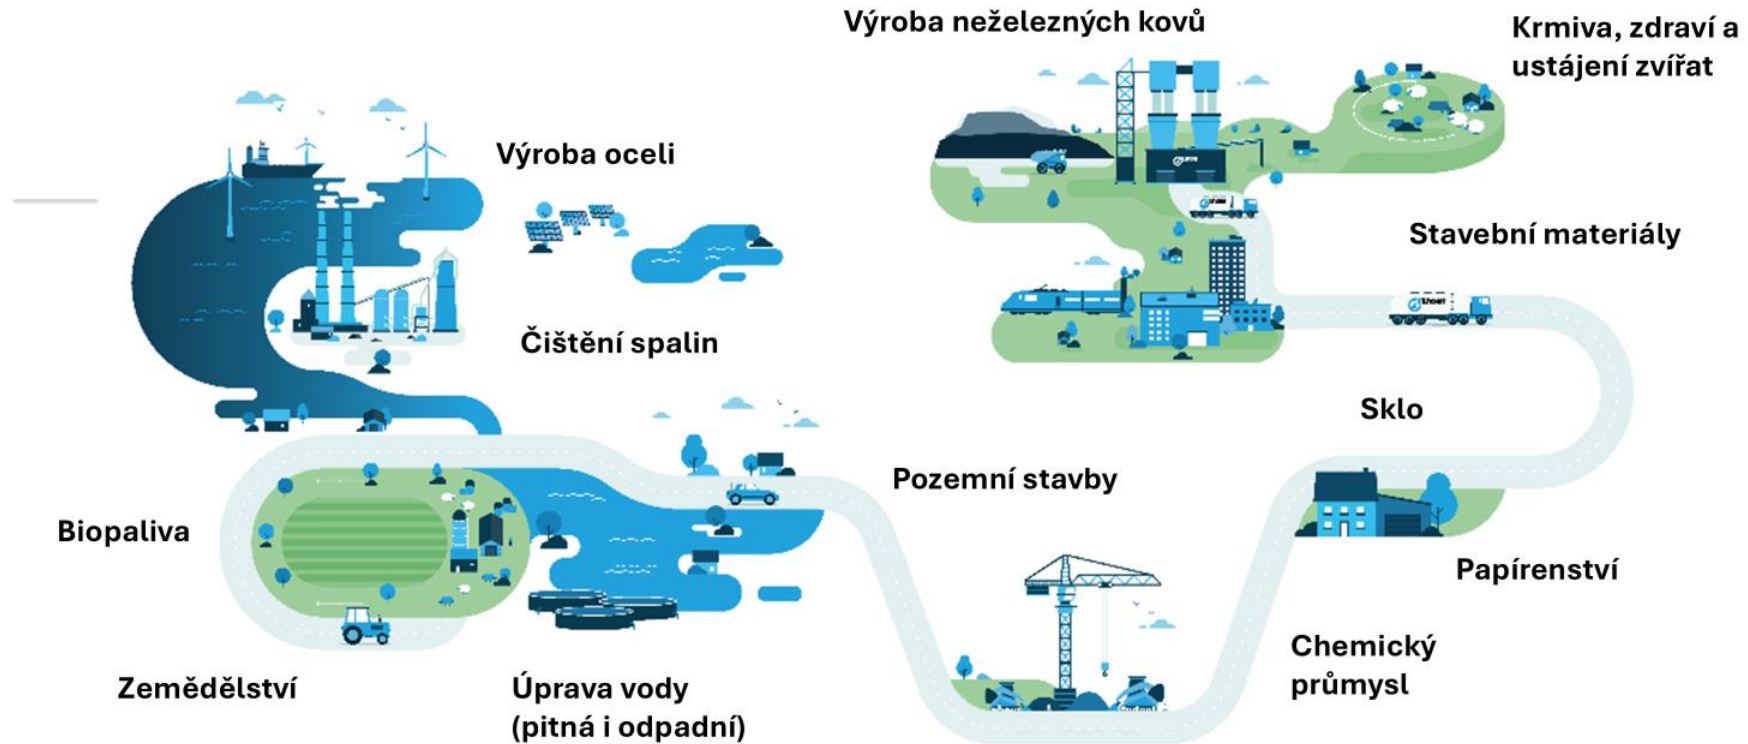 Výroba neželezných kovů
Krmiva, zdraví a
ustájení zvířat
Výroba oceli
Stavební materiály
Čištění spalin
Sklo
Pozemní stavby
Biopaliva
Papírenství
Chemický
průmysl
Zemědělství
Úprava vody
(pitná i odpadní)